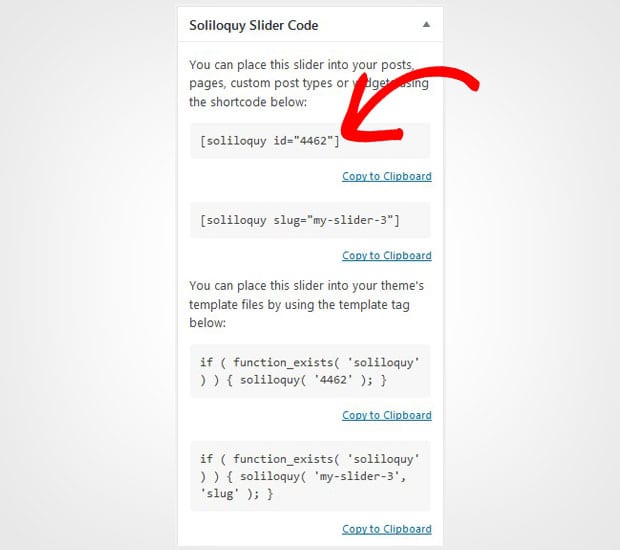 Soliloquy Slider Code
You can place this slider into your posts,
pages, custom post types or widgets using
the shortcode below:
[soliloquy id="4462"]
Copy to Clipboard
[soliloquy slug="my-slider-3"]
Copy to Clipboard
You can place this slider into your theme's
template files by using the template tag
below:
if ( function_exists( 'soliloquy'
) ) { soliloquy( '4462' ); }
Copy to Clipboard
if ( function_exists( 'soliloquy'
) ) { soliloquy( 'my-slider-3',
'slug' ); }
Copy to Clipboard